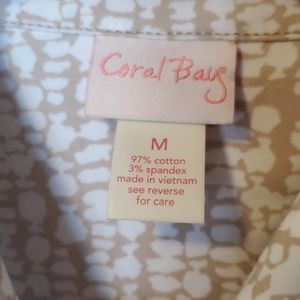 Coral Bay
M
97% cotton
3% spandex
made in vietnam
see reverse
for care